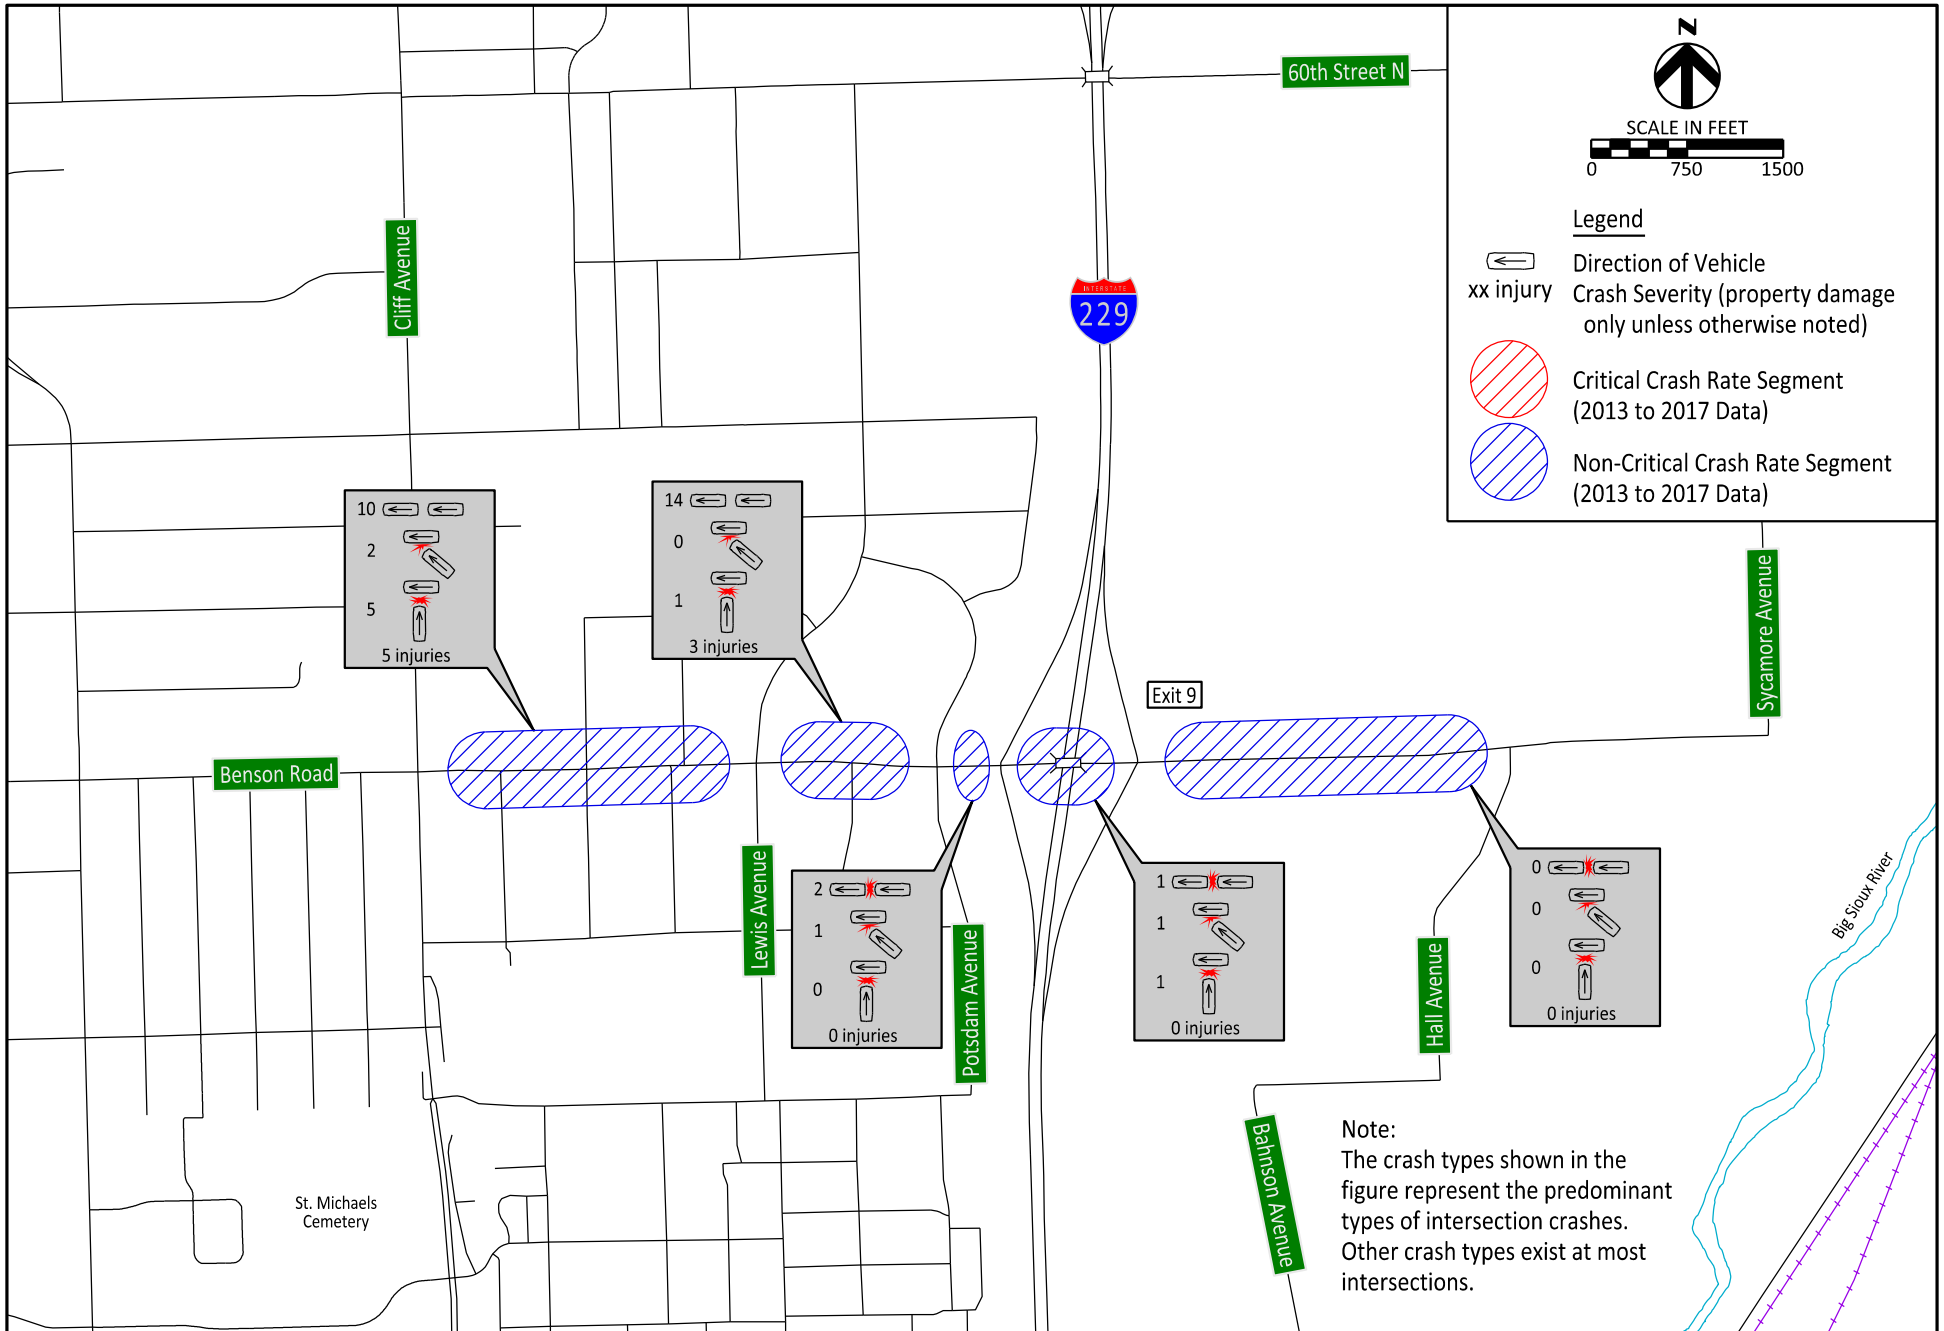 60th Street N
N
SCALE IN FEET
0 750 1500
Legend
Direction of Vehicle
xx injury Crash Severity (property damage
only unless otherwise noted)
Critical Crash Rate Segment
(2013 to 2017 Data)
Non-Critical Crash Rate Segment
(2013 to 2017 Data)
Cliff Avenue
INTERSTATE
229
10
2
5
5 injuries
14
0
1
3 injuries
Sycamore Avenue
Exit 9
Benson Road
Lewis Avenue
2
1
0
0 injuries
Potsdam Avenue
1
1
1
0 injuries
Hall Avenue
0
0
0
0 injuries
Big Sioux River
Bahnson Avenue
St. Michaels
Cemetery
Note:
The crash types shown in the
figure represent the predominant
types of intersection crashes.
Other crash types exist at most
intersections.